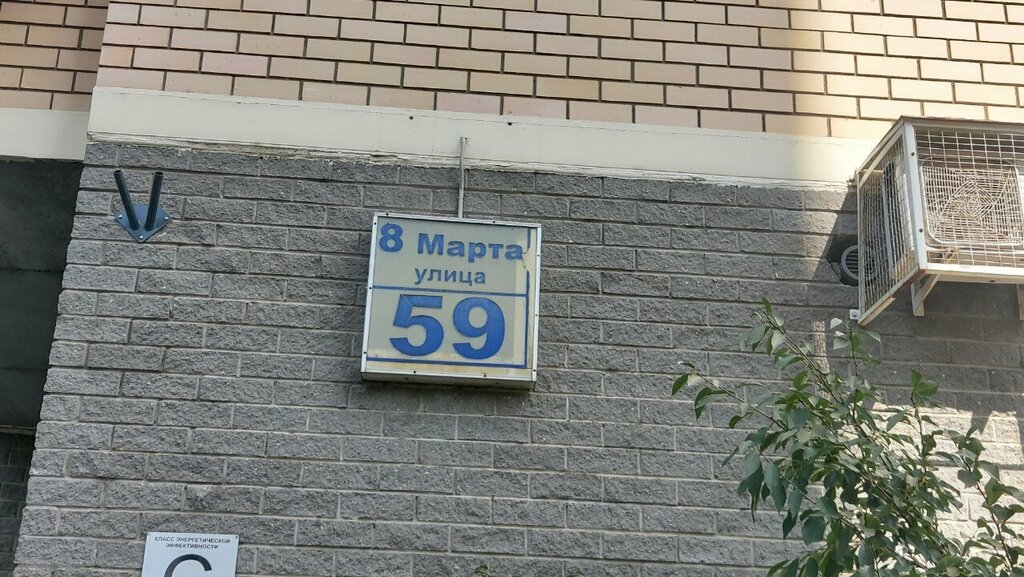 8 Марта
улица
59
КЛАСС ЭНЕРГЕТИЧЕСКОЙ
ЭФФЕКТИВНОСТИ
C